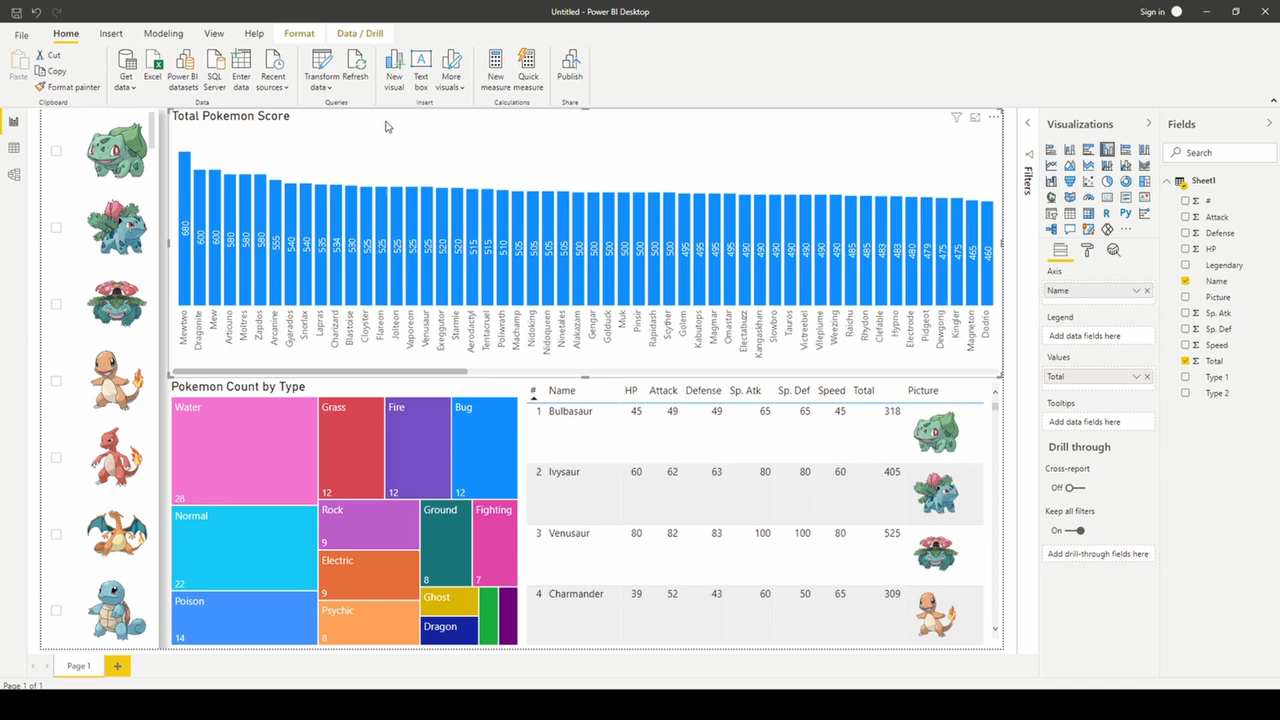 Untitled - Power BI Desktop
Sign in
File Home Insert Modeling View Help Format Data / Drill
Paste
Cut
Copy
Format painter
Clipboard
Get data
Excel
Power BI datasets
SQL Server
Enter data
Recent sources
Data
Transform data
Refresh
Queries
New visual
Text box
More visuals
Insert
New measure
Quick measure
Calculations
Publish
Share
Total Pokemon Score
680 600 600 580 580 580 555 540 540 535 534 530 525 525 525 525 525 520 520 515 515 510 505 505 505 505 500 500 500 500 500 500 500 495 495 495 495 490 490 490 490 490 490 490 485 485 483 483 480 479 475 475 465 460
Mewtwo
Dragonite
Mew
Articuno
Moltres
Zapdos
Arcanine
Gyarados
Snorlax
Lapras
Charizard
Blastoise
Cloyster
Flareon
Jolteon
Vaporeon
Venusaur
Exeggutor
Starmie
Aerodactyl
Tentacruel
Poliwrath
Machamp
Nidoking
Nidoqueen
Ninetales
Alakazam
Gengar
Golduck
Muk
Pinsir
Rapidash
Scyther
Golem
Kabutops
Magmar
Omastar
Electabuzz
Kangaskhan
Slowbro
Tauros
Victreebel
Vileplume
Weezing
Raichu
Rhydon
Clefable
Hypno
Electrode
Pidgeot
Dewgong
Kingler
Magneton
Dodrio
Pokemon Count by Type
Water
28
Normal
22
Poison
14
Grass
12
Fire
12
Bug
12
Rock
9
Electric
9
Psychic
8
Ground
8
Fighting
7
Ghost
Dragon
# Name HP Attack Defense Sp. Atk Sp. Def Speed Total Picture
1 Bulbasaur 45 49 49 65 65 45 318
2 Ivysaur 60 62 63 80 80 60 405
3 Venusaur 80 82 83 100 100 80 525
4 Charmander 39 52 43 60 50 65 309
Filters
Visualizations
R
Py
Axis
Name
Legend
Add data fields here
Values
Total
Tooltips
Add data fields here
Drill through
Cross-report
Off
Keep all filters
On
Add drill-through fields here
Fields
Search
Sheet1
Σ #
Σ Attack
Σ Defense
Σ HP
Legendary
Name
Picture
Σ Sp. Atk
Σ Sp. Def
Σ Speed
Σ Total
Type 1
Type 2
Page 1
Page 1 of 1